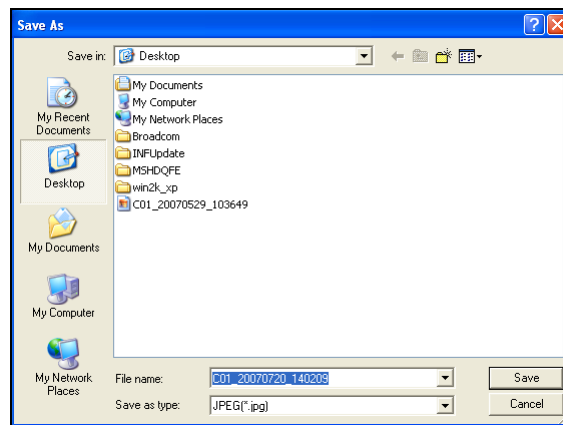 Save As
Save in: Desktop
My Recent
Documents
Desktop
My Documents
My Computer
My Network
Places
My Documents
My Computer
My Network Places
Broadcom
INFUpdate
MSHDQFE
win2k_xp
C01_20070529_103649
File name: C01_20070720_140209 Save
Save as type: JPEG(*.jpg) Cancel